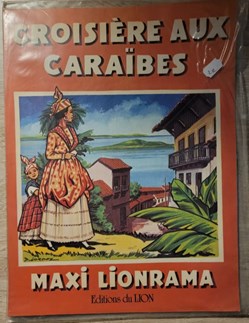 CROISIÈRE AUX
CARAÏBES
MAXI LIONRAMA
Editions du LION